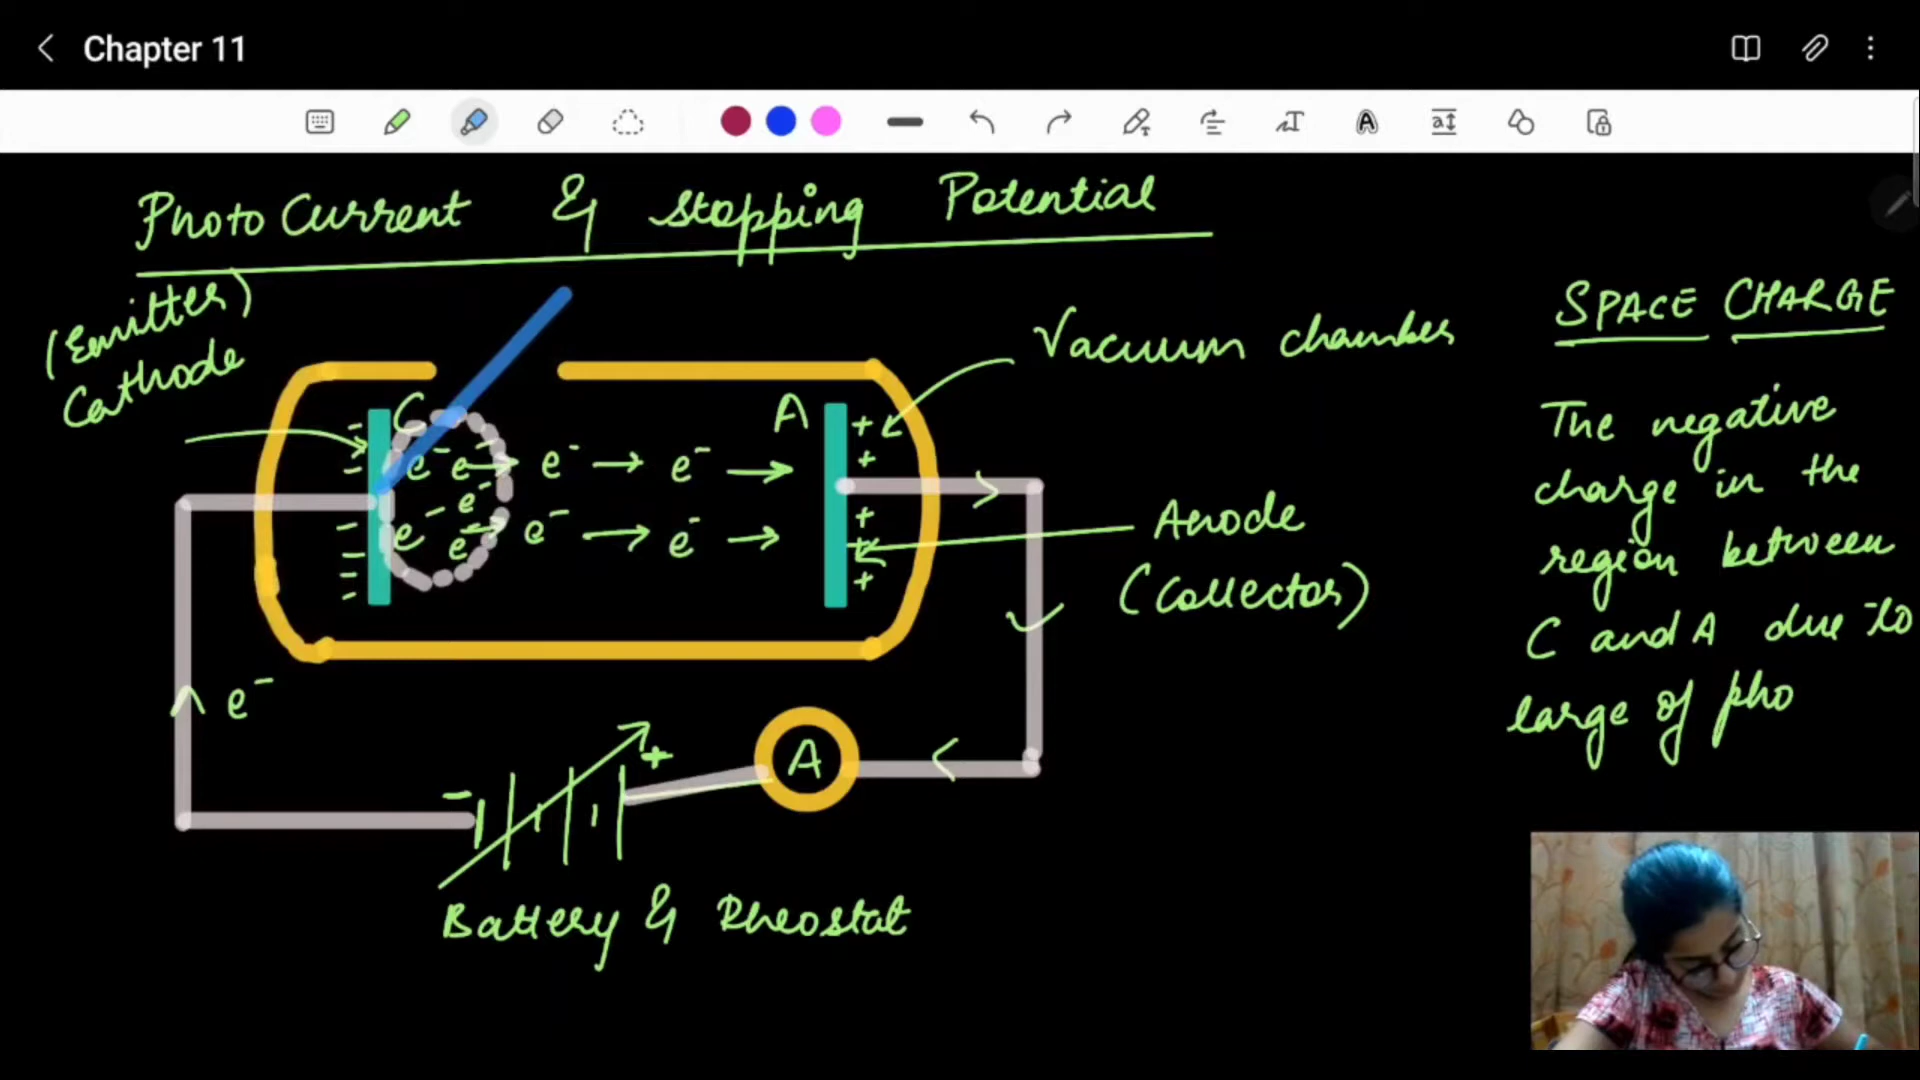 Chapter 11
Photo Current & Stopping Potential
(Emitter)
Cathode
Vacuum chamber
C
A
e⁻ e⁻ → e⁻ → e⁻ →
e⁻
e⁻ e⁻ → e⁻ → e⁻ →
Anode
(Collector)
e⁻
- +
A
Battery & Rheostat
SPACE CHARGE
The negative
charge in the
region between
C and A due to
large of pho